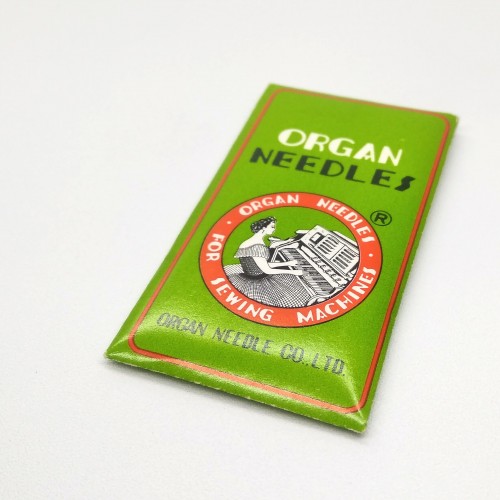 ORGAN
NEEDLES
®
· ORGAN NEEDLES ·
FOR SEWING MACHINES
ORGAN NEEDLE CO.,LTD.